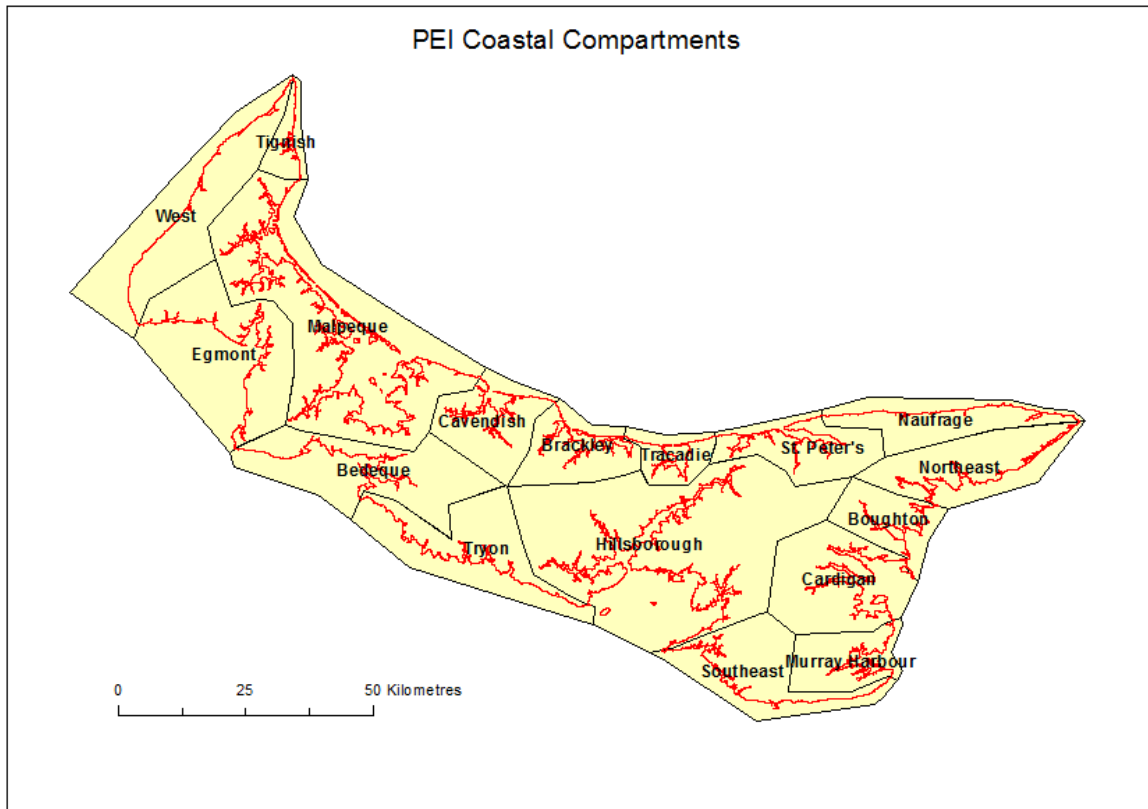 PEI Coastal Compartments
Tignish
West
Malpeque
Egmont
Cavendish
Naufrage
Brackley
Tracadie
St. Peter's
Bedeque
Northeast
Boughton
Tryon
Hillsborough
Cardigan
Southeast
Murray Harbour
0 25 50 Kilometres